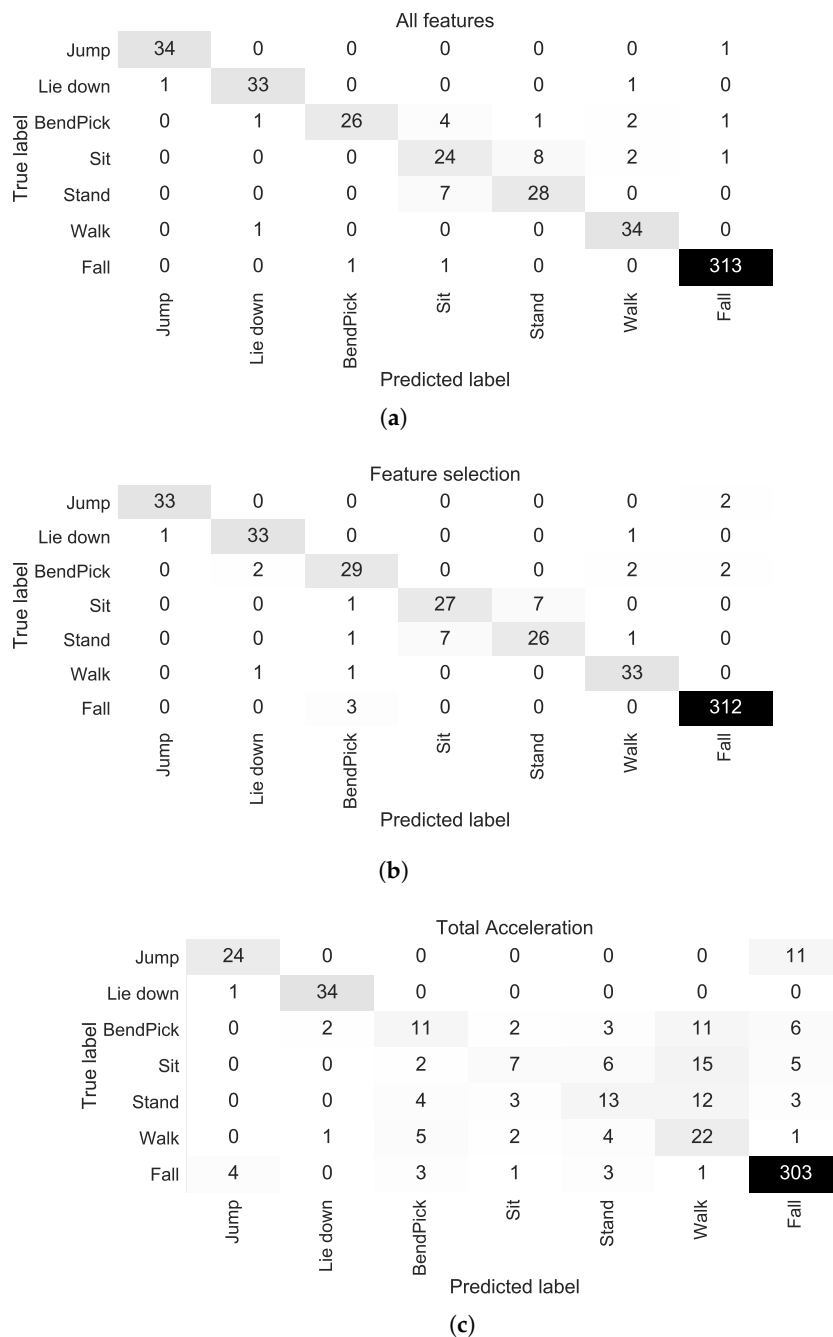 All features
Jump 34 0 0 0 0 0 1
Lie down 1 33 0 0 0 1 0
BendPick 0 1 26 4 1 2 1
Sit 0 0 0 24 8 2 1
Stand 0 0 0 7 28 0 0
Walk 0 1 0 0 0 34 0
Fall 0 0 1 1 0 0 313
True label
Jump Lie down BendPick Sit Stand Walk Fall
Predicted label
(a)
Feature selection
Jump 33 0 0 0 0 0 2
Lie down 1 33 0 0 0 1 0
BendPick 0 2 29 0 0 2 2
Sit 0 0 1 27 7 0 0
Stand 0 0 1 7 26 1 0
Walk 0 1 1 0 0 33 0
Fall 0 0 3 0 0 0 312
True label
Jump Lie down BendPick Sit Stand Walk Fall
Predicted label
(b)
Total Acceleration
Jump 24 0 0 0 0 0 11
Lie down 1 34 0 0 0 0 0
BendPick 0 2 11 2 3 11 6
Sit 0 0 2 7 6 15 5
Stand 0 0 4 3 13 12 3
Walk 0 1 5 2 4 22 1
Fall 4 0 3 1 3 1 303
True label
Jump Lie down BendPick Sit Stand Walk Fall
Predicted label
(c)